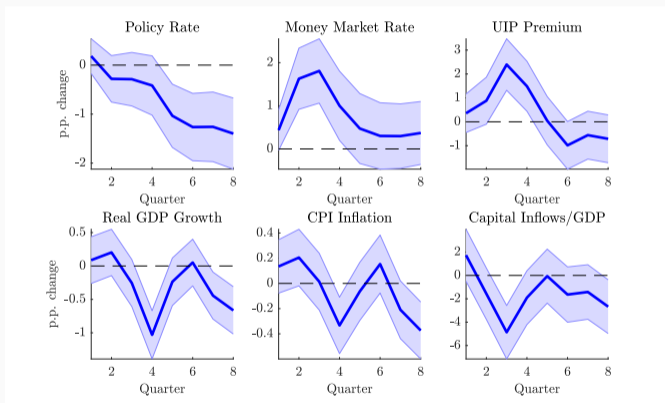 Policy Rate
Money Market Rate
UIP Premium
p.p. change
0
-1
-2
2 4 6 8
Quarter
2
1
0
2 4 6 8
Quarter
3
2
1
0
-1
2 4 6 8
Quarter
Real GDP Growth
CPI Inflation
Capital Inflows/GDP
p.p. change
0.5
0
-0.5
-1
2 4 6 8
Quarter
0.4
0.2
0
-0.2
-0.4
2 4 6 8
Quarter
2
0
-2
-4
-6
2 4 6 8
Quarter